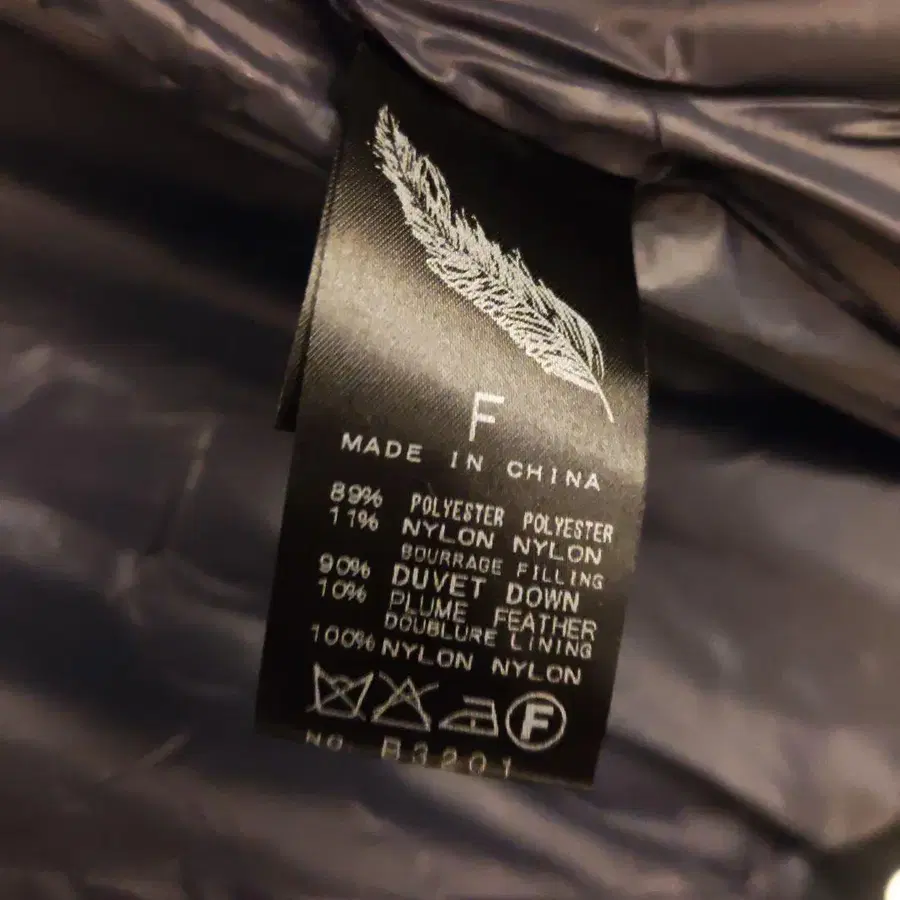 F
MADE IN CHINA
89% POLYESTER POLYESTER
11% NYLON NYLON
BOURRAGE FILLING
90% DUVET DOWN
10% PLUME FEATHER
DOUBLURE LINING
100% NYLON NYLON
F
NO. B3201